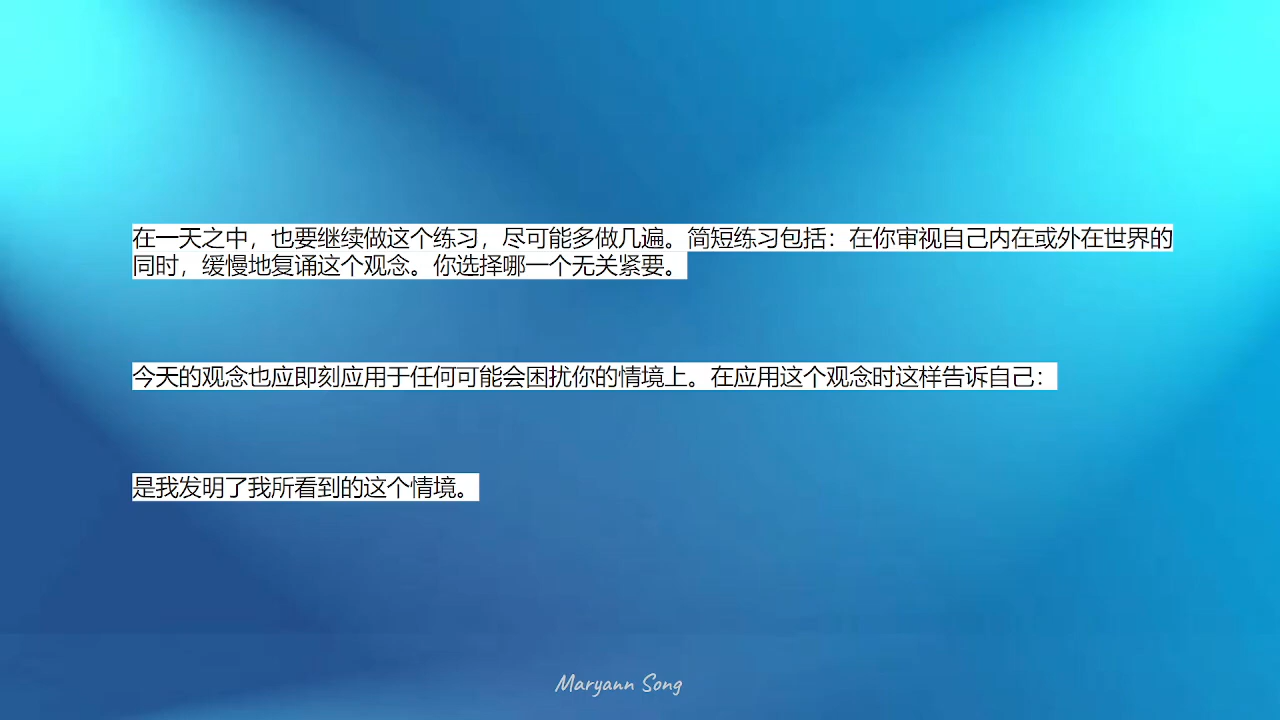 在一天之中，也要继续做这个练习，尽可能多做几遍。简短练习包括：在你审视自己内在或外在世界的
同时，缓慢地复诵这个观念。你选择哪一个无关紧要。
今天的观念也应即刻应用于任何可能会困扰你的情境上。在应用这个观念时这样告诉自己：
是我发明了我所看到的这个情境。
Maryann Song